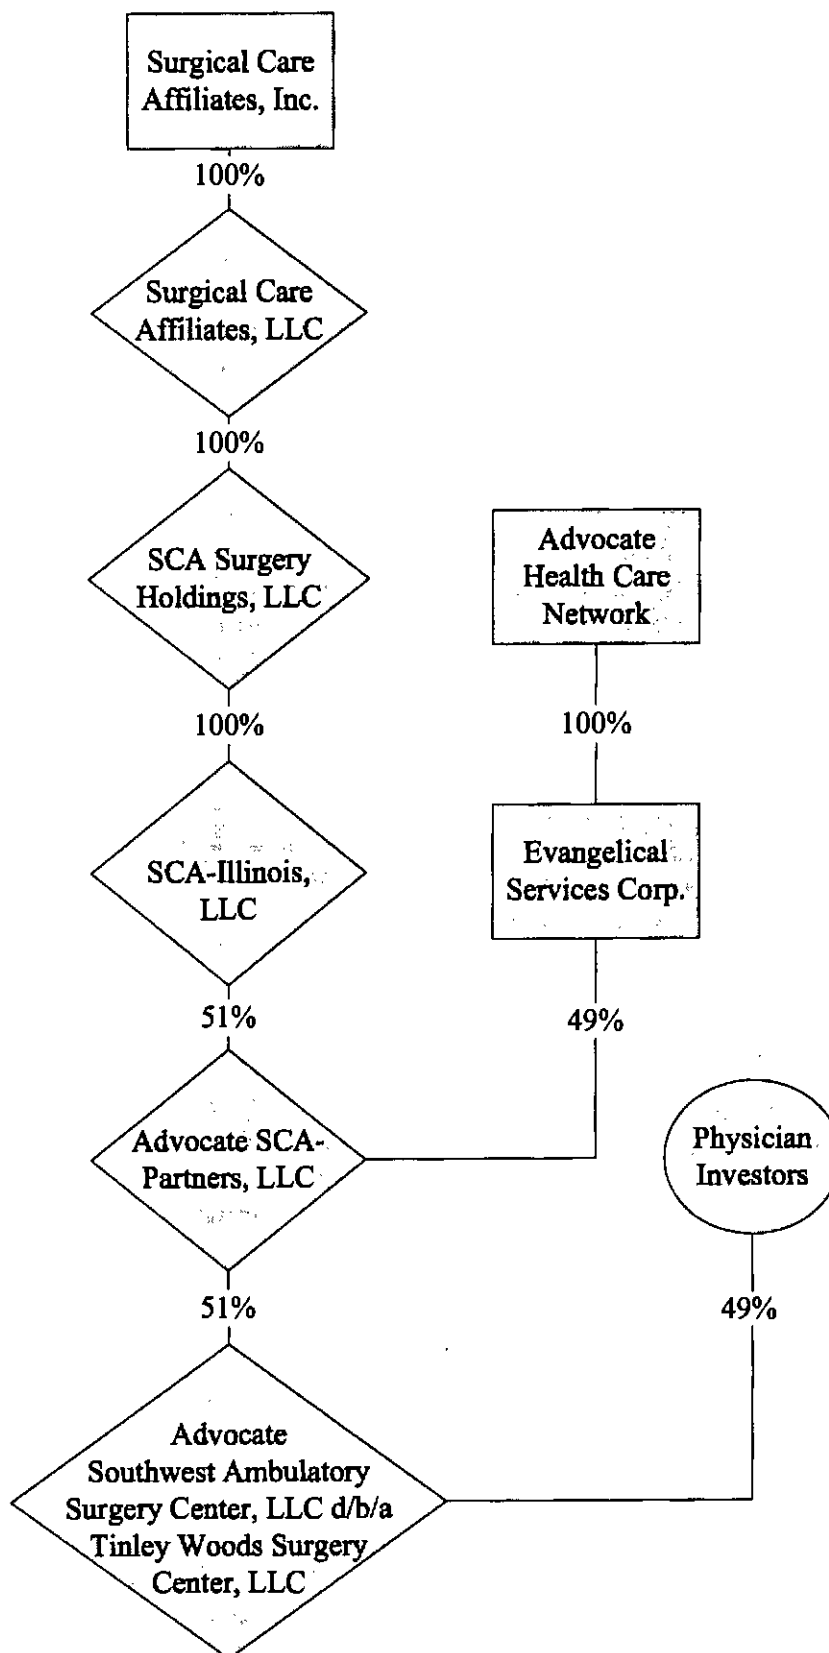 Surgical Care
Affiliates, Inc.
100%
Surgical Care
Affiliates, LLC
100%
SCA Surgery
Holdings, LLC
Advocate
Health Care
Network
100%
100%
SCA-Illinois,
LLC
Evangelical
Services Corp.
51%
49%
Advocate SCA-
Partners, LLC
Physician
Investors
51%
49%
Advocate
Southwest Ambulatory
Surgery Center, LLC d/b/a
Tinley Woods Surgery
Center, LLC